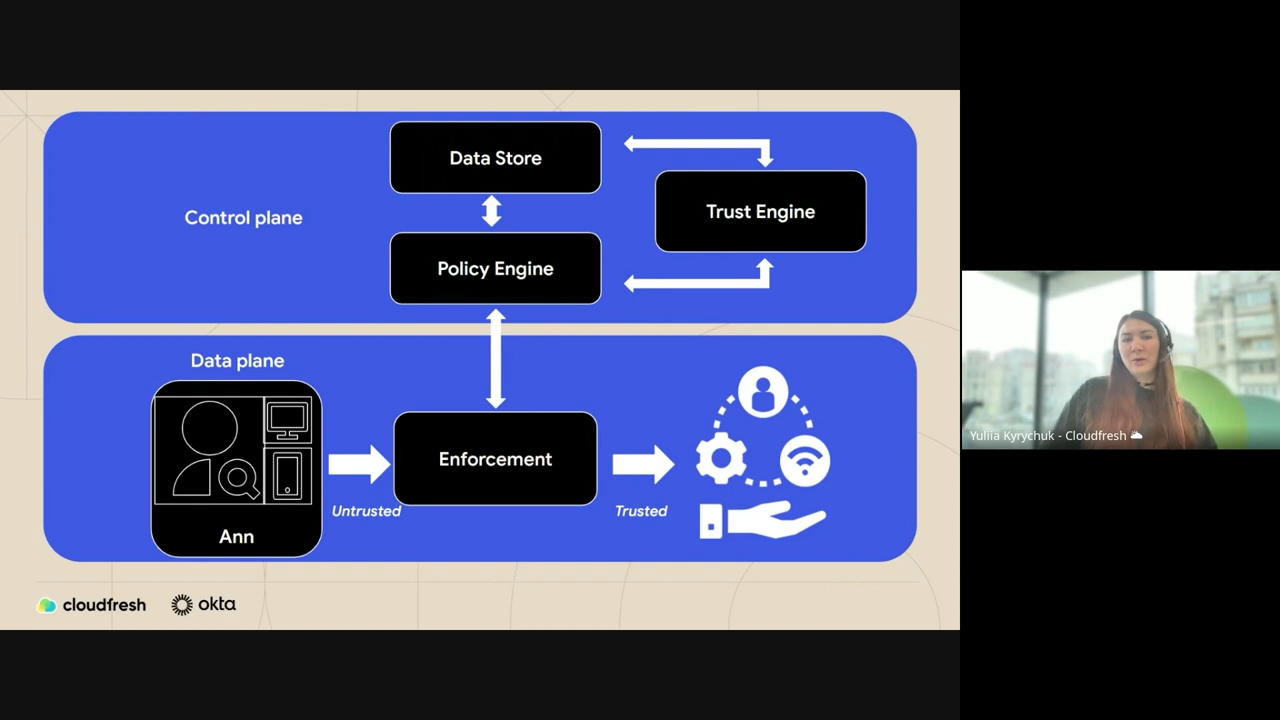 Data Store
Trust Engine
Control plane
Policy Engine
Data plane
Enforcement
Untrusted
Trusted
Ann
cloudfresh
okta
Yuliia Kyrychuk - Cloudfresh 🌥